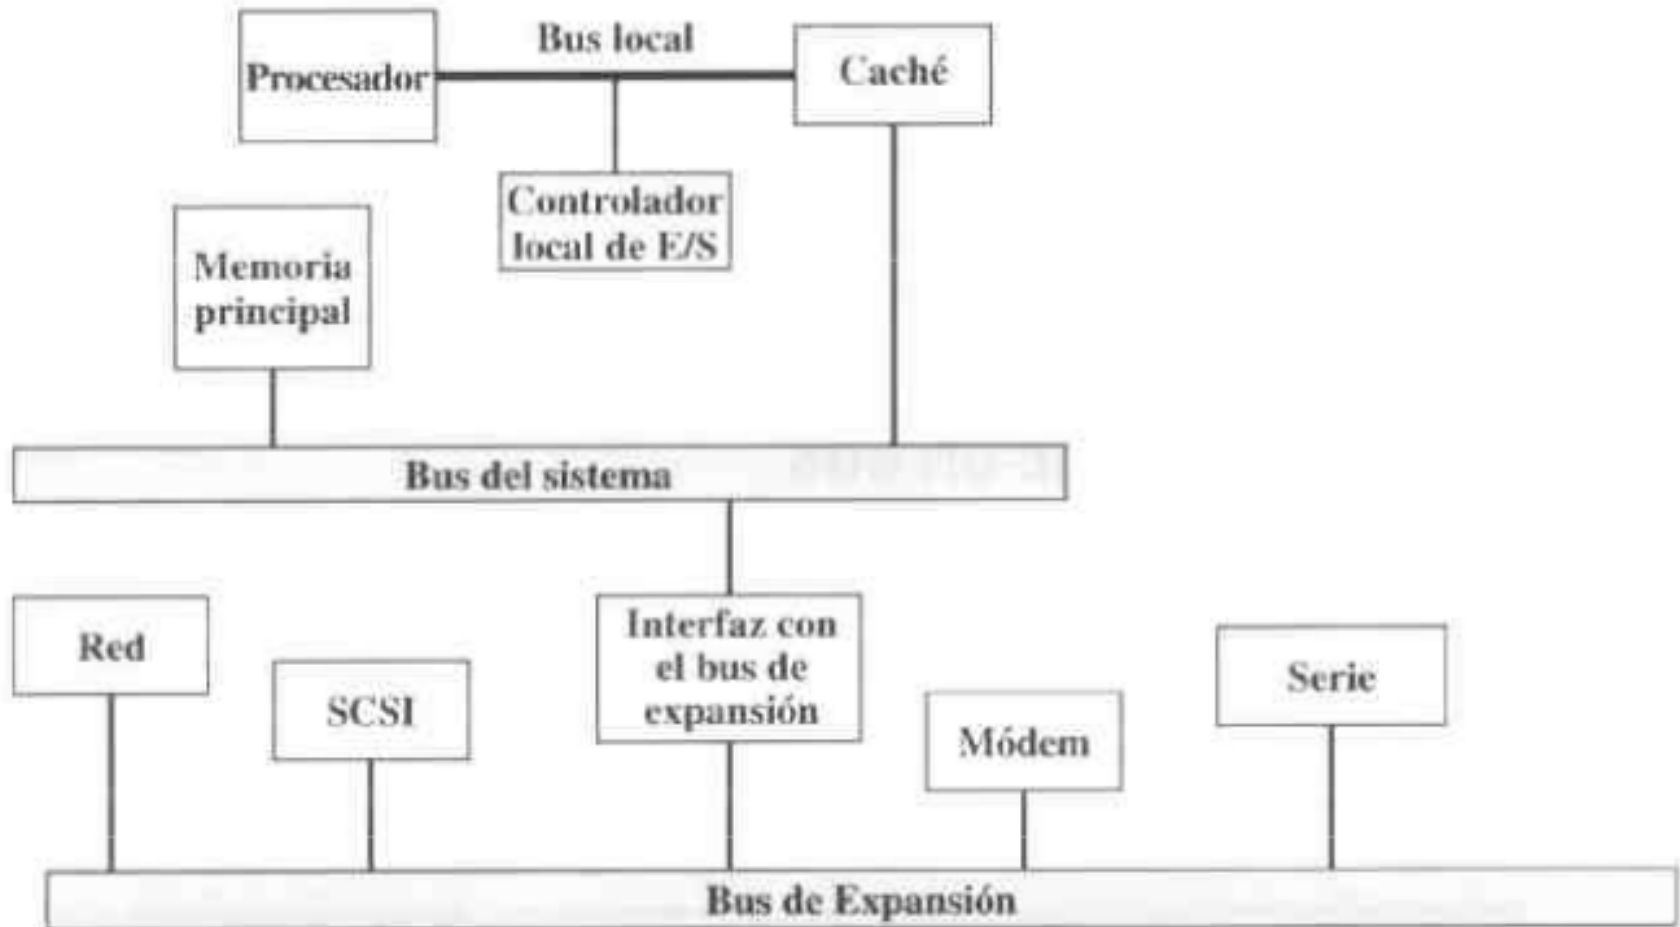 Bus local
Procesador
Caché
Controlador
local de E/S
Memoria
principal
Bus del sistema
Red
SCSI
Interfaz con
el bus de
expansión
Módem
Serie
Bus de Expansión